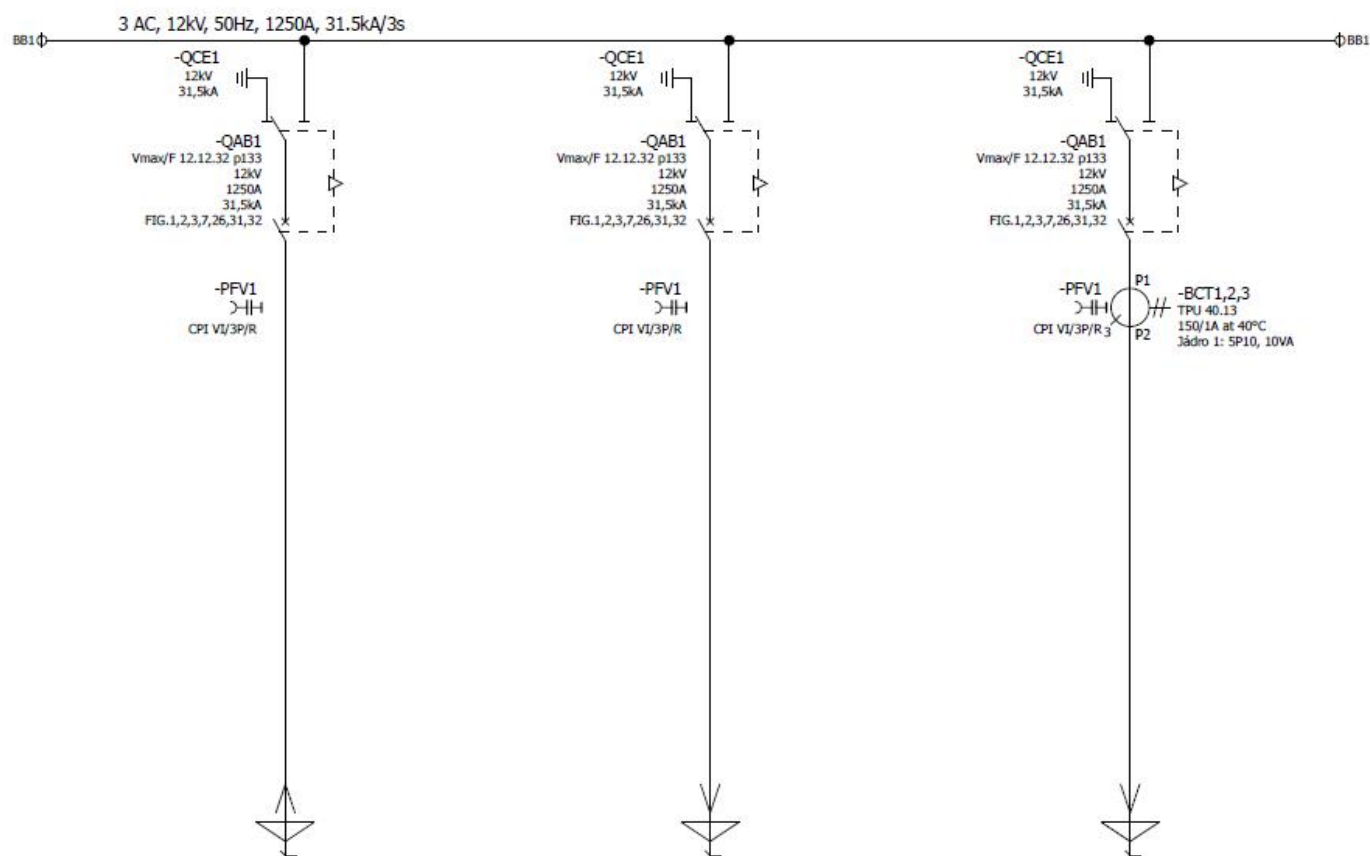 3 AC, 12kV, 50Hz, 1250A, 31.5kA/3s
BB1
BB1
-QCE1
12kV
31,5kA
-QAB1
Vmax/F 12.12.32 p133
12kV
1250A
31,5kA
FIG.1,2,3,7,26,31,32
-PFV1
CPI VI/3P/R
-QCE1
12kV
31,5kA
-QAB1
Vmax/F 12.12.32 p133
12kV
1250A
31,5kA
FIG.1,2,3,7,26,31,32
-PFV1
CPI VI/3P/R
-QCE1
12kV
31,5kA
-QAB1
Vmax/F 12.12.32 p133
12kV
1250A
31,5kA
FIG.1,2,3,7,26,31,32
-PFV1
CPI VI/3P/R
3
P1
P2
-BCT1,2,3
TPU 40.13
150/1A at 40°C
Jádro 1: 5P10, 10VA